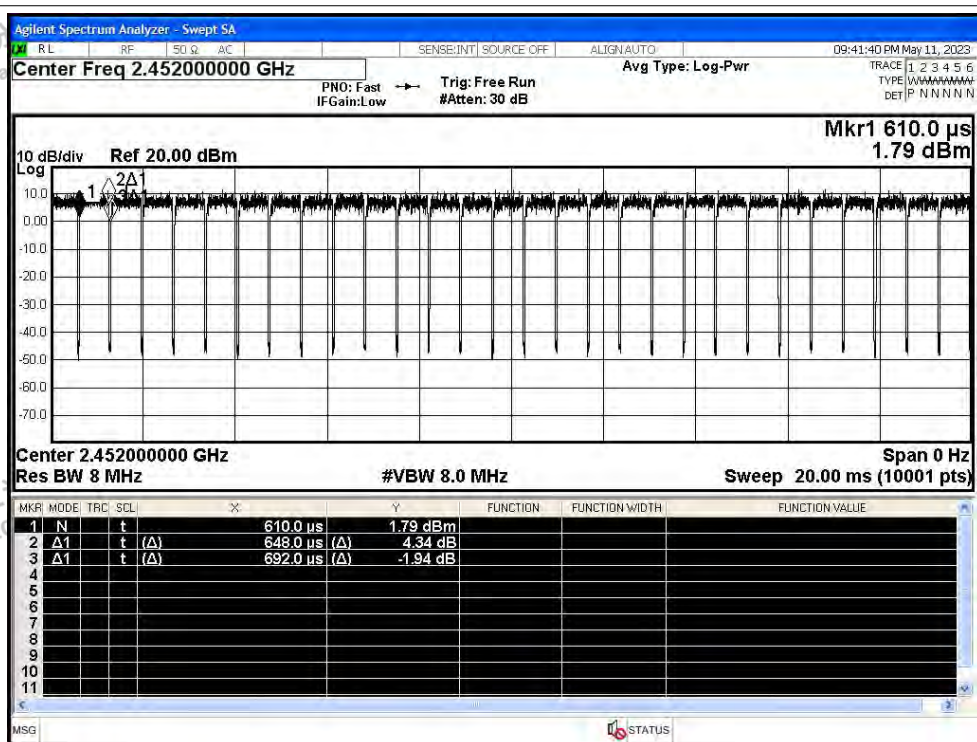 Agilent Spectrum Analyzer - Swept SA
RL RF 50 Ω AC SENSE:INT SOURCE OFF ALIGNAUTO 09:41:40 PM May 11, 2023
Center Freq 2.452000000 GHz Avg Type: Log-Pwr TRACE 1 2 3 4 5 6
PNO: Fast Trig: Free Run TYPE
IFGain:Low #Atten: 30 dB DET P N N N N N
Mkr1 610.0 µs
10 dB/div Ref 20.00 dBm 1.79 dBm
Log
1 2Δ1
10.0 3Δ1
0.00
-10.0
-20.0
-30.0
-40.0
-50.0
-60.0
-70.0
Center 2.452000000 GHz Span 0 Hz
Res BW 8 MHz #VBW 8.0 MHz Sweep 20.00 ms (10001 pts)
MKR MODE TRC SCL X Y FUNCTION FUNCTION WIDTH FUNCTION VALUE
1 N t 610.0 µs 1.79 dBm
2 Δ1 t (Δ) 648.0 µs (Δ) 4.34 dB
3 Δ1 t (Δ) 692.0 µs (Δ) -1.94 dB
4
5
6
7
8
9
10
11
MSG STATUS